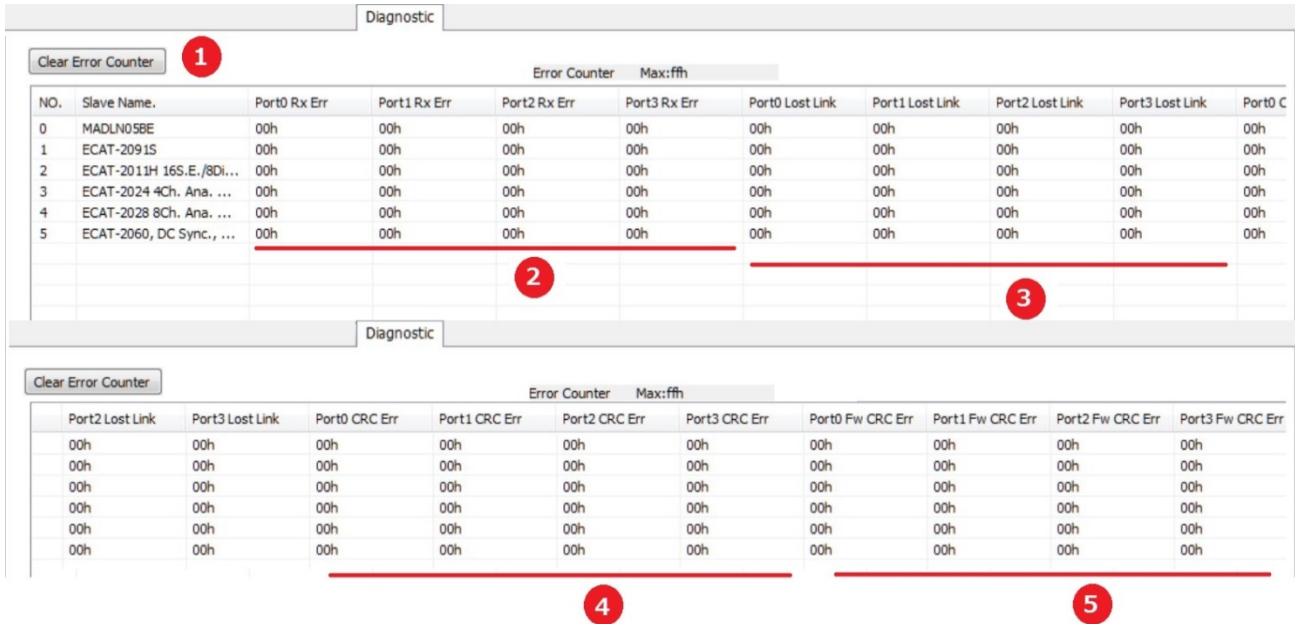 Diagnostic
Clear Error Counter 1
Error Counter Max:ffh
NO. Slave Name. Port0 Rx Err Port1 Rx Err Port2 Rx Err Port3 Rx Err Port0 Lost Link Port1 Lost Link Port2 Lost Link Port3 Lost Link Port0 C
0 MADLN05BE 00h 00h 00h 00h 00h 00h 00h 00h 00h
1 ECAT-2091S 00h 00h 00h 00h 00h 00h 00h 00h 00h
2 ECAT-2011H 16S.E./8Di... 00h 00h 00h 00h 00h 00h 00h 00h 00h
3 ECAT-2024 4Ch. Ana. ... 00h 00h 00h 00h 00h 00h 00h 00h 00h
4 ECAT-2028 8Ch. Ana. ... 00h 00h 00h 00h 00h 00h 00h 00h 00h
5 ECAT-2060, DC Sync., ... 00h 00h 00h 00h 00h 00h 00h 00h 00h
2
3
Diagnostic
Clear Error Counter
Error Counter Max:ffh
Port2 Lost Link Port3 Lost Link Port0 CRC Err Port1 CRC Err Port2 CRC Err Port3 CRC Err Port0 Fw CRC Err Port1 Fw CRC Err Port2 Fw CRC Err Port3 Fw CRC Err
00h 00h 00h 00h 00h 00h 00h 00h 00h 00h
00h 00h 00h 00h 00h 00h 00h 00h 00h 00h
00h 00h 00h 00h 00h 00h 00h 00h 00h 00h
00h 00h 00h 00h 00h 00h 00h 00h 00h 00h
00h 00h 00h 00h 00h 00h 00h 00h 00h 00h
00h 00h 00h 00h 00h 00h 00h 00h 00h 00h
4 5